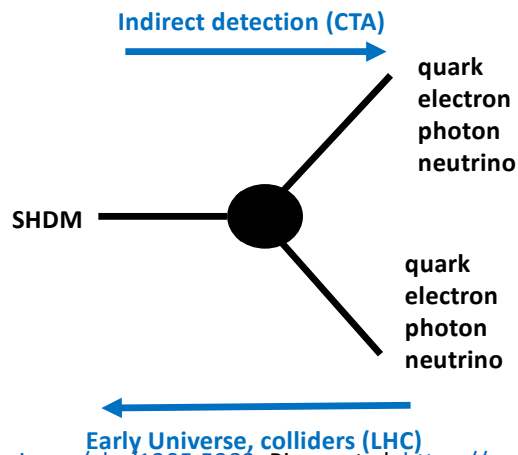 Indirect detection (CTA)
quark
electron
photon
neutrino
SHDM
quark
electron
photon
neutrino
Early Universe, colliders (LHC)